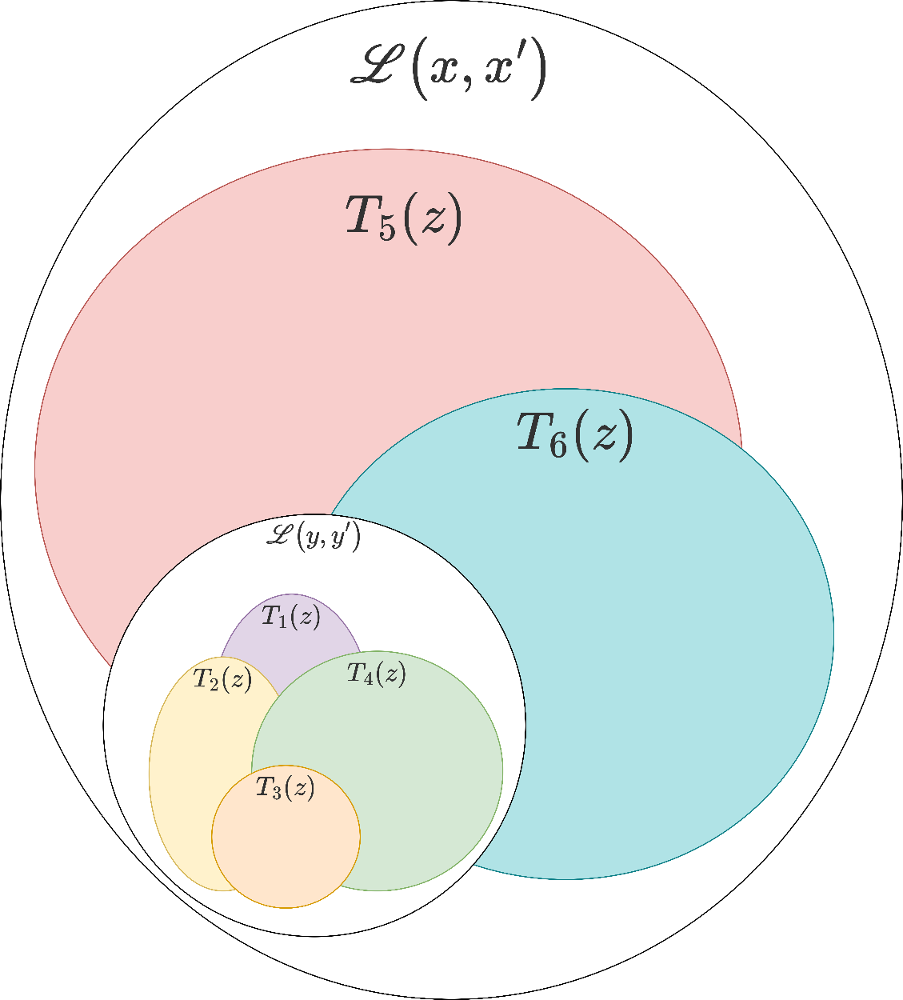 ℒ(x, x′)
T₅(z)
T₆(z)
ℒ(y, y′)
T₁(z)
T₂(z)
T₄(z)
T₃(z)